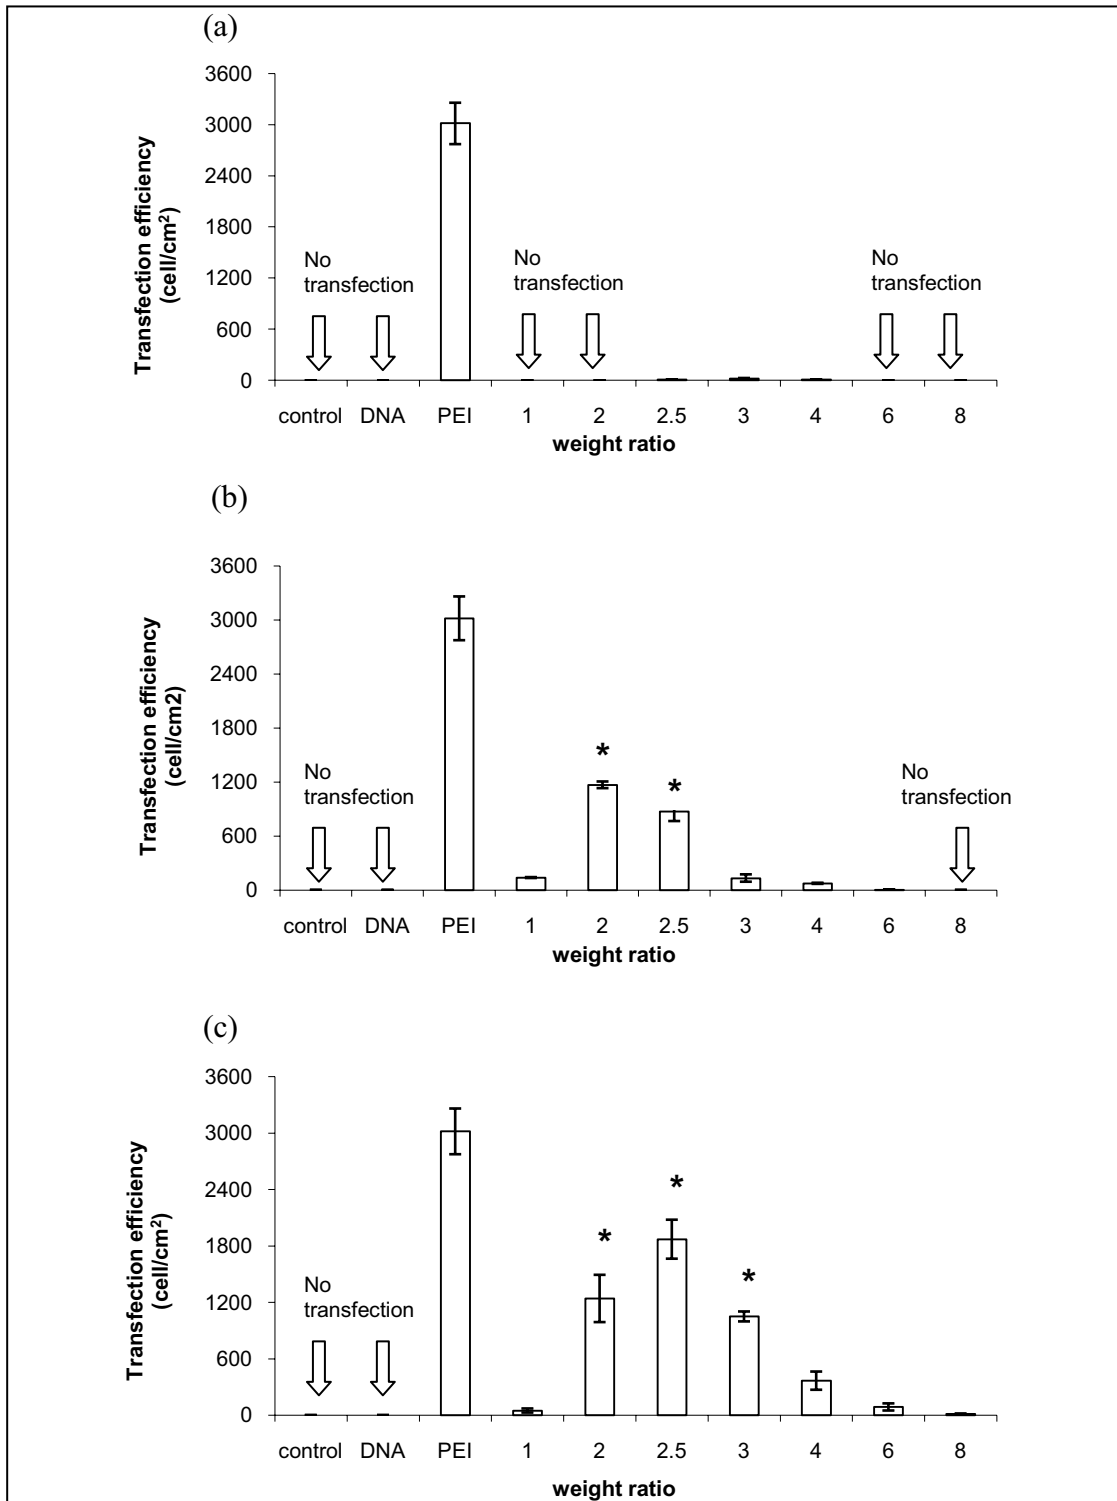 (a)
Transfection efficiency
(cell/cm²)
3600
3000
2400
1800
1200
600
0
No
transfection
No
transfection
No
transfection
control DNA PEI 1 2 2.5 3 4 6 8
weight ratio
(b)
Transfection efficiency
(cell/cm2)
3600
3000
2400
1800
1200
600
0
No
transfection
* *
No
transfection
control DNA PEI 1 2 2.5 3 4 6 8
weight ratio
(c)
Transfection efficiency
(cell/cm²)
3600
3000
2400
1800
1200
600
0
No
transfection
* * *
control DNA PEI 1 2 2.5 3 4 6 8
weight ratio